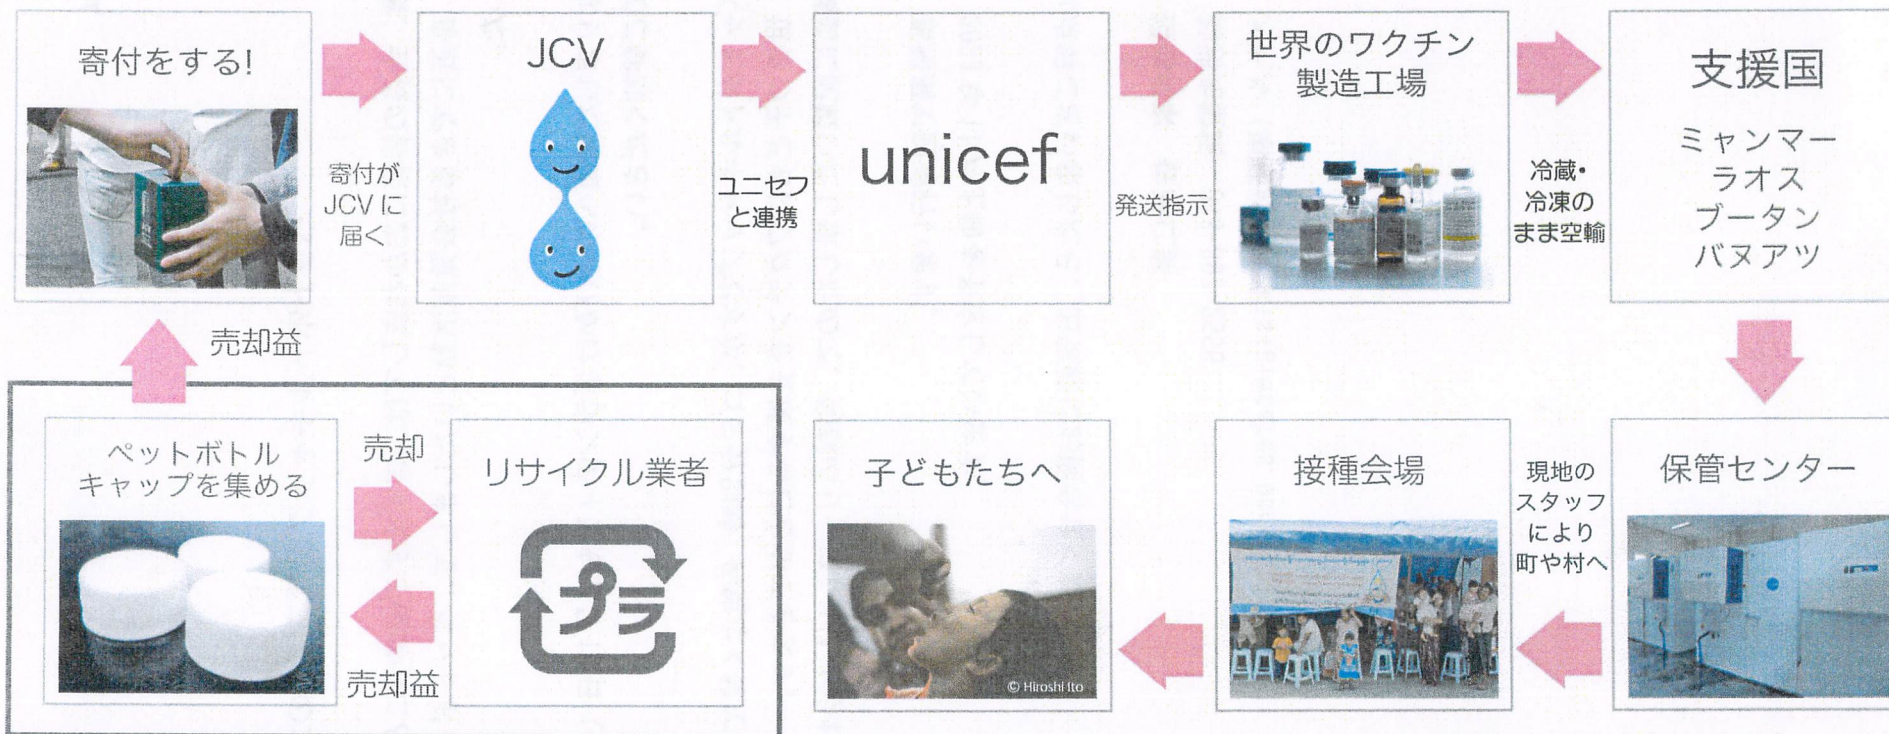 寄付をする!
寄付が
JCVに
届く
JCV
ユニセフ
と連携
unicef
発送指示
世界のワクチン
製造工場
冷蔵・
冷凍の
まま空輸
支援国
ミャンマー
ラオス
ブータン
バヌアツ
売却益
ペットボトル
キャップを集める
売却
売却益
リサイクル業者
プラ
子どもたちへ
© Hiroshi Ito
接種会場
現地の
スタッフ
により
町や村へ
保管センター